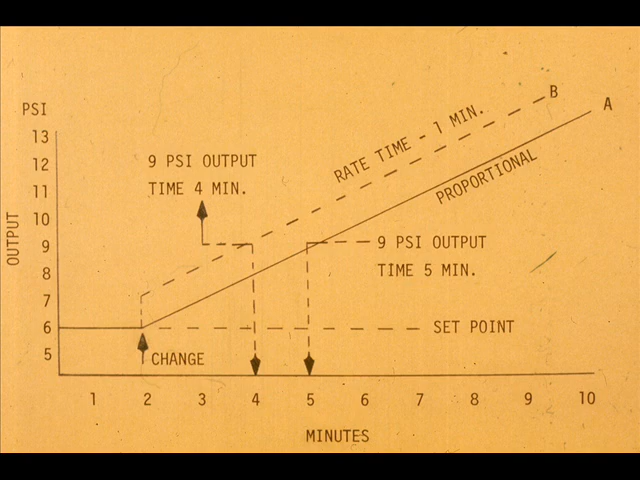 PSI
13
12
11
10
9
8
7
6
5
OUTPUT
9 PSI OUTPUT
TIME 4 MIN.
RATE TIME - 1 MIN.
B
A
PROPORTIONAL
9 PSI OUTPUT
TIME 5 MIN.
SET POINT
CHANGE
1 2 3 4 5 6 7 8 9 10
MINUTES